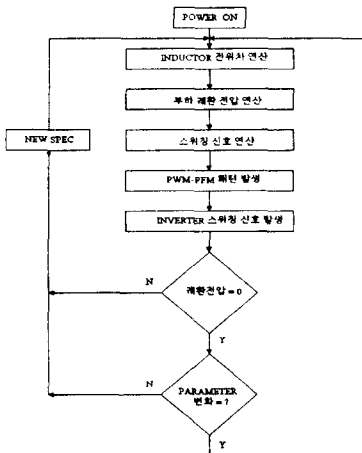 POWER ON
INDUCTOR 전위차 연산
부하 궤환 전압 연산
NEW SPEC
스위칭 신호 연산
PWM-PFM 패턴 발생
INVERTER 스위칭 신호 발생
N
궤환전압 = 0
Y
N
PARAMETER
변화 = ?
Y